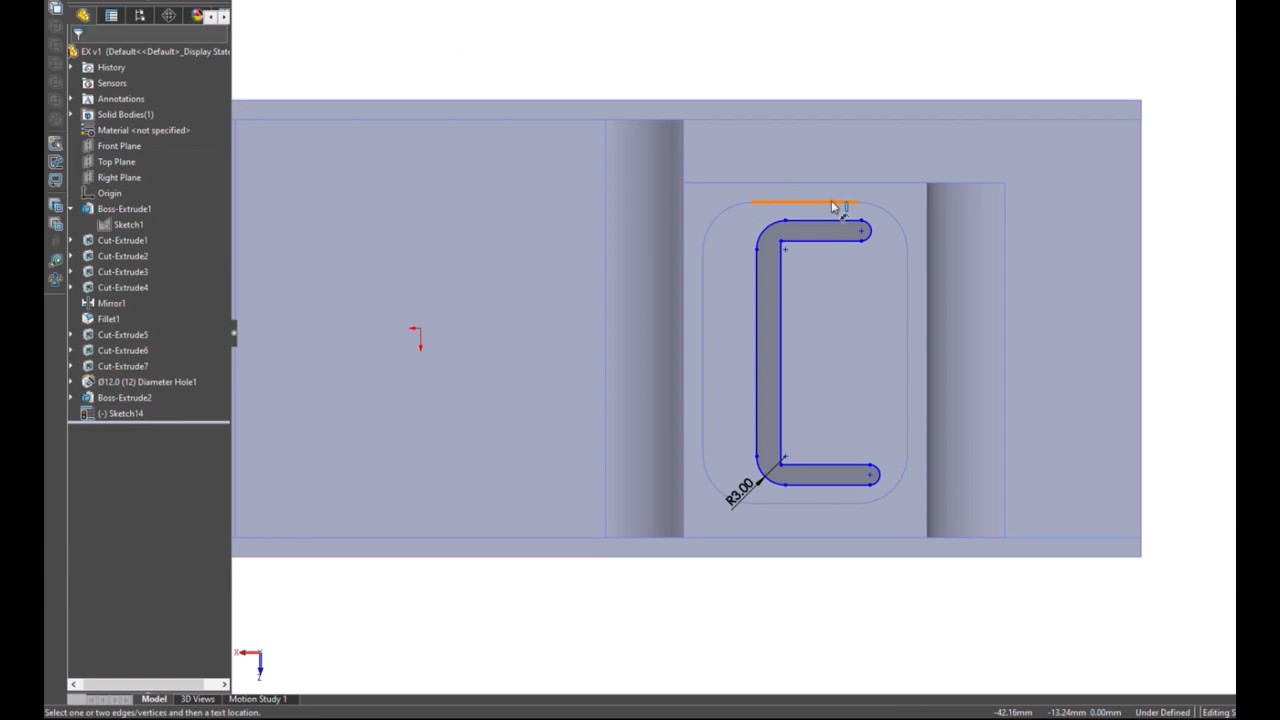 EX v1 (Default<<Default>_Display State
History
Sensors
Annotations
Solid Bodies(1)
Material <not specified>
Front Plane
Top Plane
Right Plane
Origin
Boss-Extrude1
Sketch1
Cut-Extrude1
Cut-Extrude2
Cut-Extrude3
Cut-Extrude4
Mirror1
Fillet1
Cut-Extrude5
Cut-Extrude6
Cut-Extrude7
Ø12.0 (12) Diameter Hole1
Boss-Extrude2
(-) Sketch14
R3.00
X
Z
Model
3D Views
Motion Study 1
Select one or two edges/vertices and then a text location.
-42.16mm
-13.24mm
0.00mm
Under Defined
Editing S